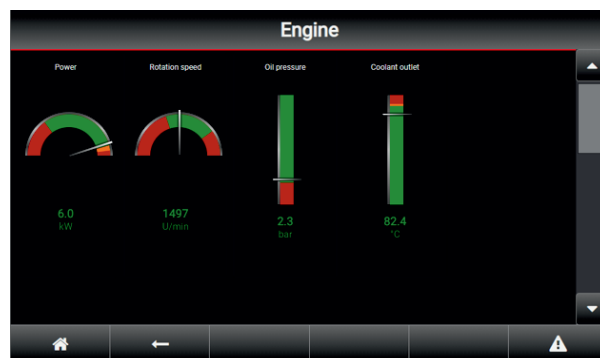 Engine
Power Rotation speed Oil pressure Coolant outlet
6.0 1497 2.3 82.4
kW U/min bar °C